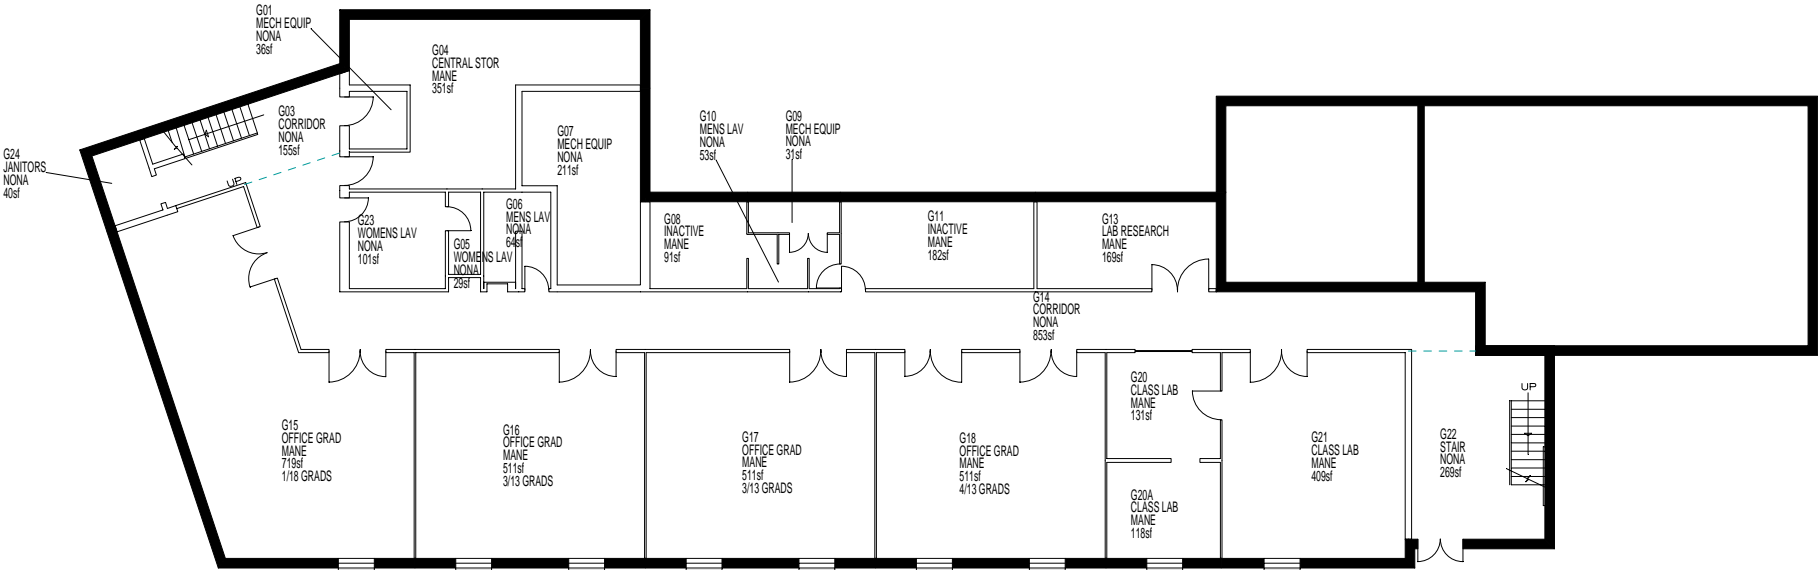 G01
MECH EQUIP
NONA
36sf
G04
CENTRAL STOR
MANE
351sf
G03
CORRIDOR
NONA
155sf
G24
JANITORS
NONA
40sf
UP
G07
MECH EQUIP
NONA
211sf
G10
MENS LAV
NONA
53sf
G09
MECH EQUIP
NONA
31sf
G23
WOMENS LAV
NONA
101sf
G05
WOMENS LAV
NONA
29sf
G06
MENS LAV
NONA
64sf
G08
INACTIVE
MANE
91sf
G11
INACTIVE
MANE
182sf
G13
LAB RESEARCH
MANE
169sf
G14
CORRIDOR
NONA
853sf
G15
OFFICE GRAD
MANE
719sf
1/18 GRADS
G16
OFFICE GRAD
MANE
511sf
3/13 GRADS
G17
OFFICE GRAD
MANE
511sf
3/13 GRADS
G18
OFFICE GRAD
MANE
511sf
4/13 GRADS
G20
CLASS LAB
MANE
131sf
G20A
CLASS LAB
MANE
118sf
G21
CLASS LAB
MANE
409sf
G22
STAIR
NONA
269sf
UP